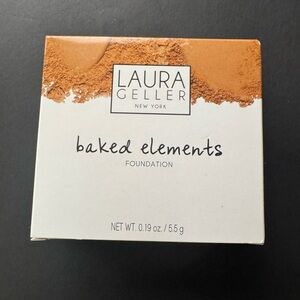 LAURA
GELLER
NEW YORK
baked elements
FOUNDATION
NET WT. 0.19 oz. / 5.5 g